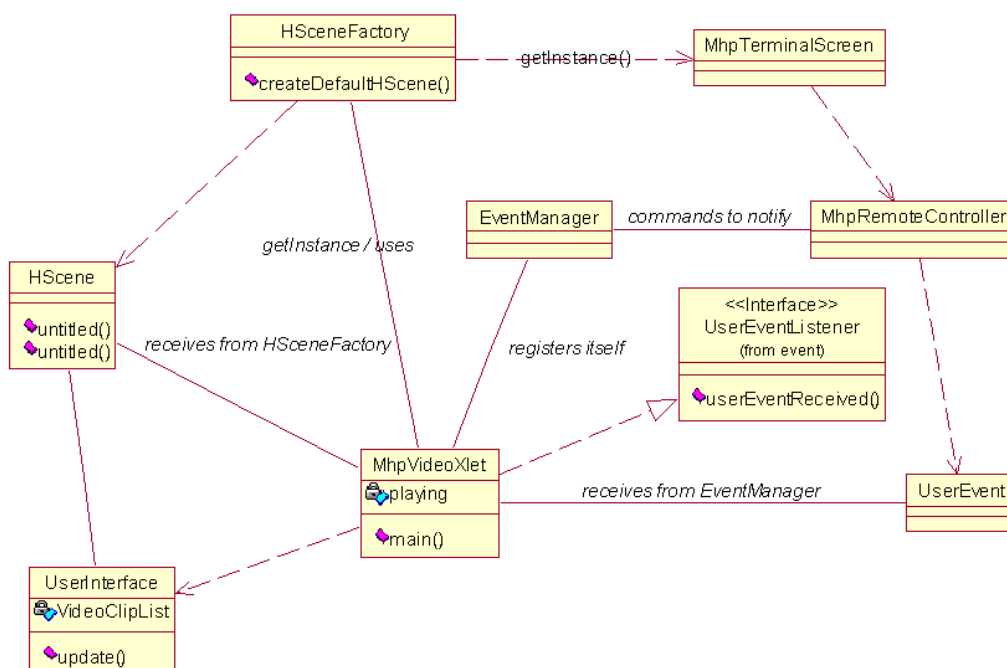 HSceneFactory
createDefaultHScene()
getInstance()
MhpTerminalScreen
EventManager
commands to notify
MhpRemoteController
getInstance / uses
HScene
untitled()
untitled()
receives from HSceneFactory
registers itself
<<Interface>>
UserEventListener
(from event)
userEventReceived()
MhpVideoXlet
playing
main()
receives from EventManager
UserEvent
UserInterface
VideoClipList
update()